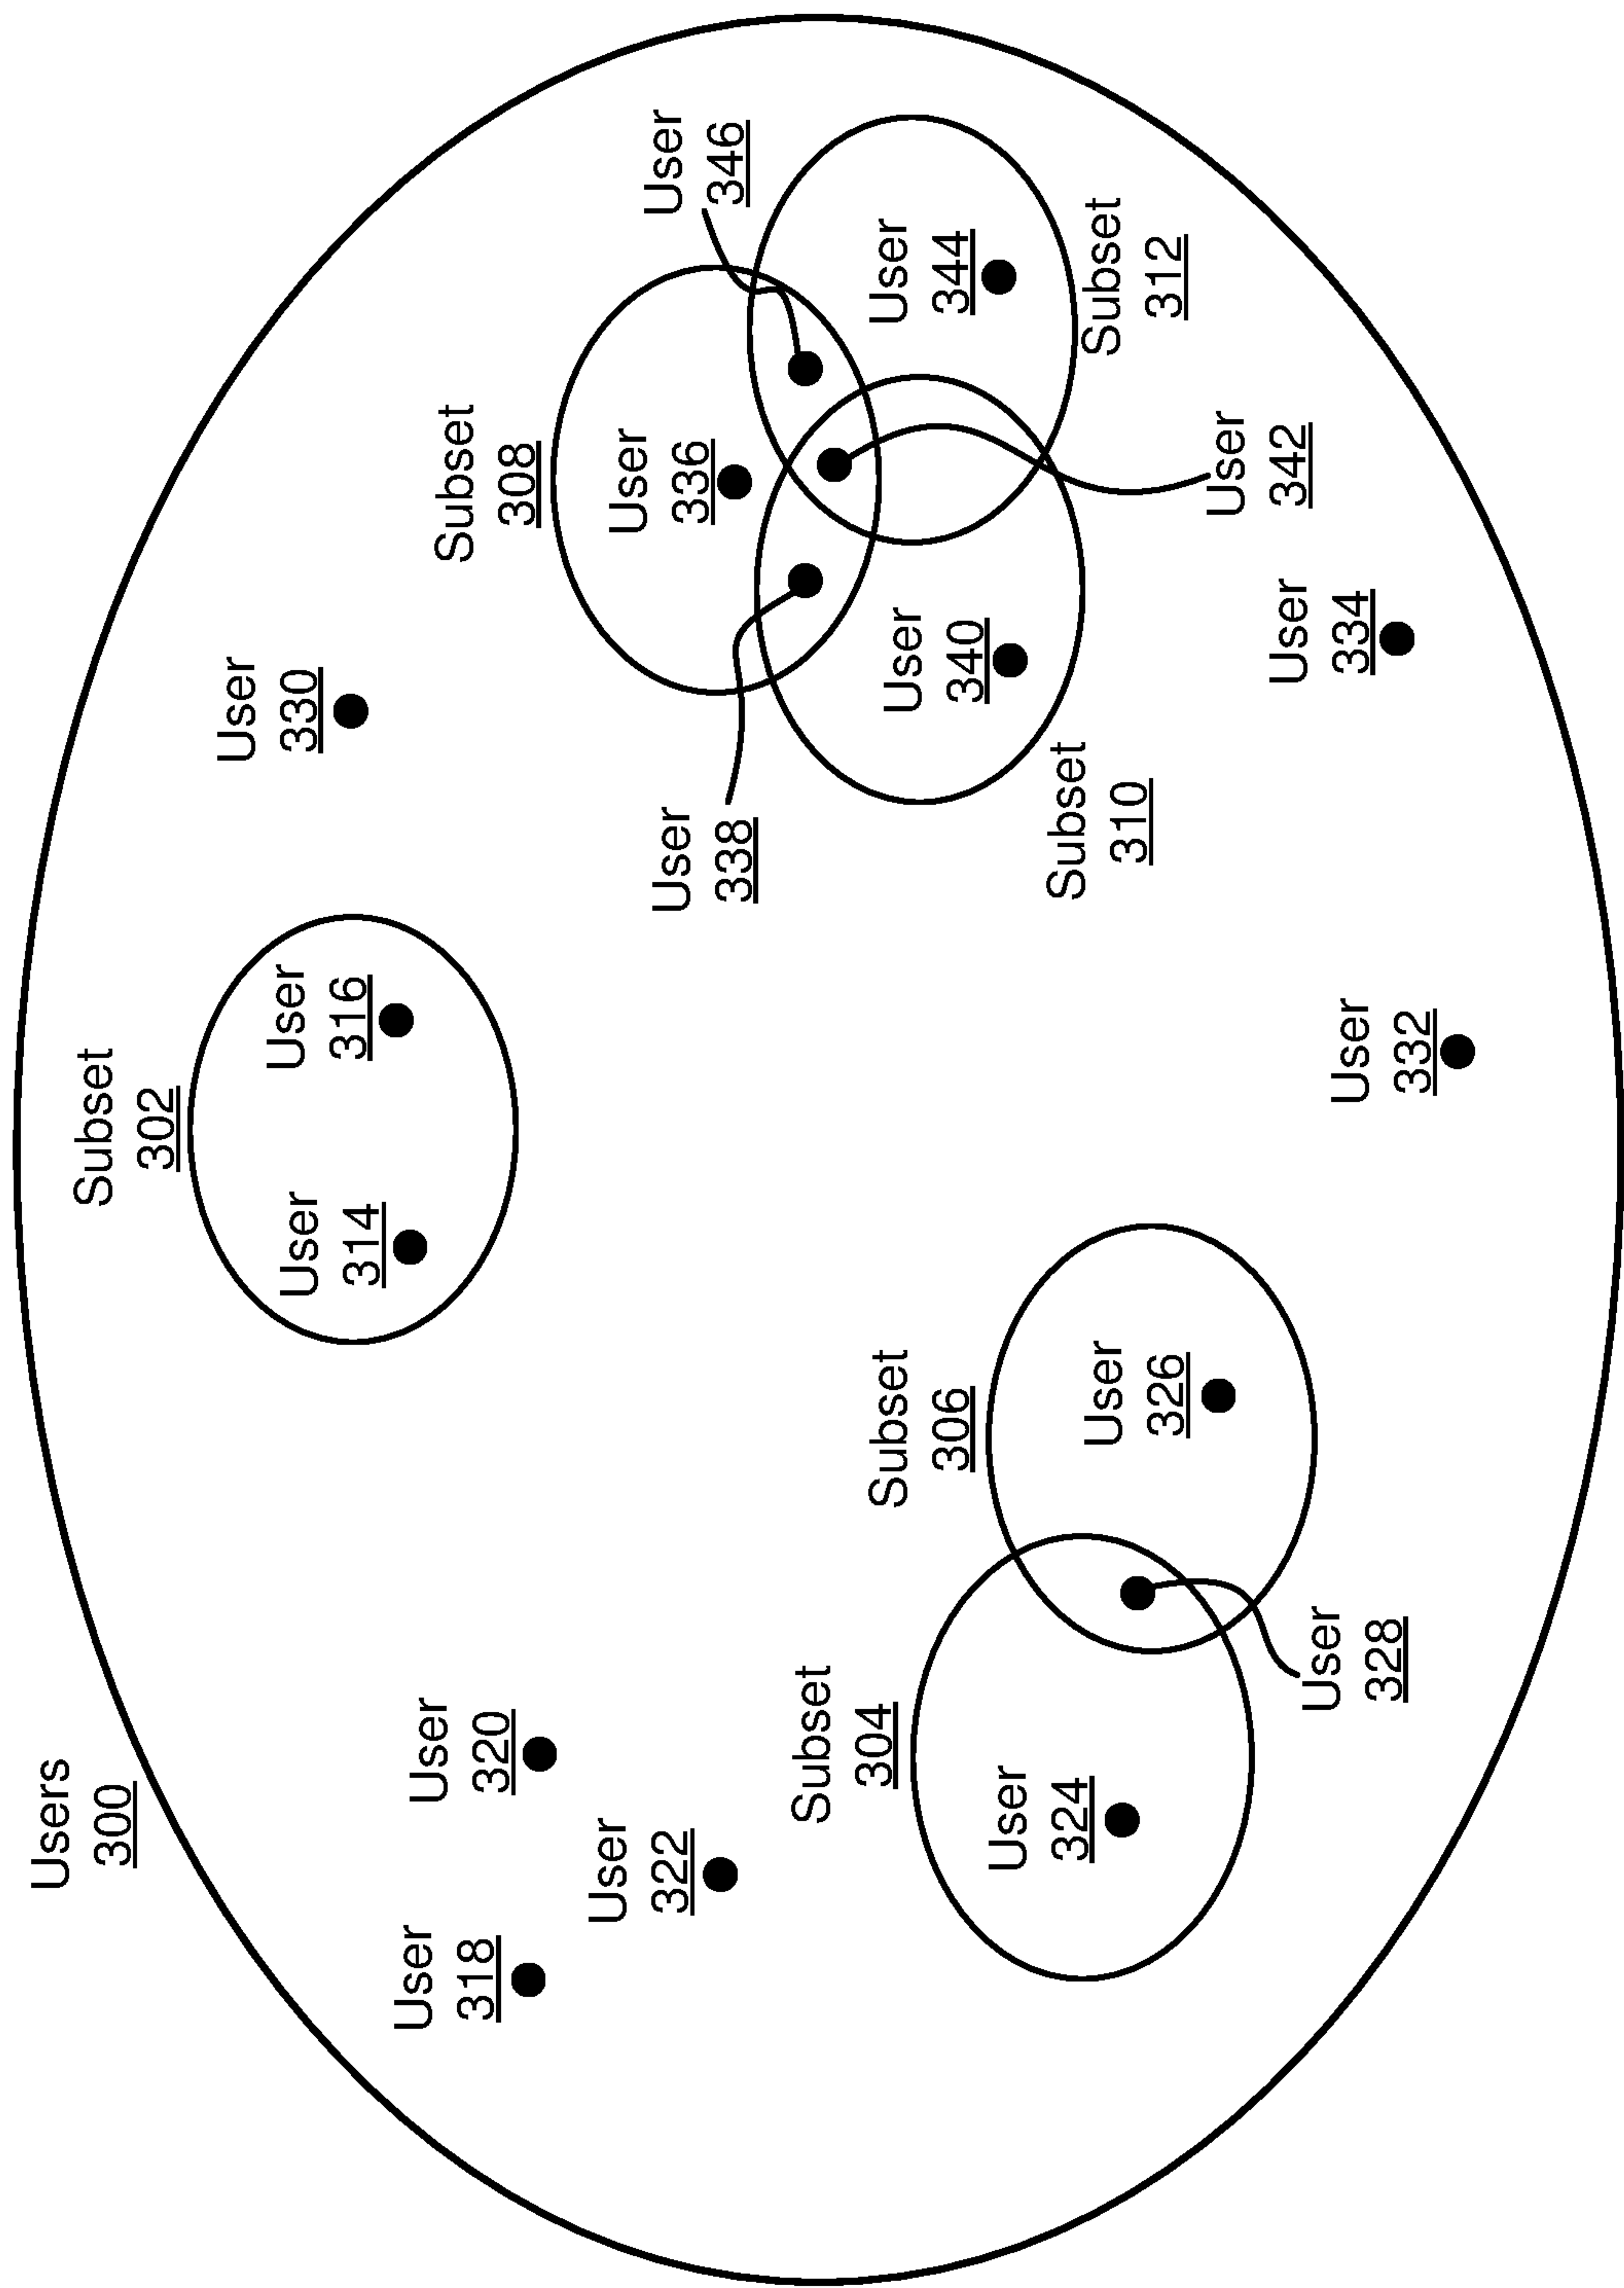 Users
300
Subset
302
User
330
User
314
User
316
User
318
User
320
Subset
308
User
322
User
336
User
338
User
346
Subset
304
Subset
306
User
340
User
344
User
324
Subset
310
User
326
Subset
312
User
342
User
334
User
328
User
332